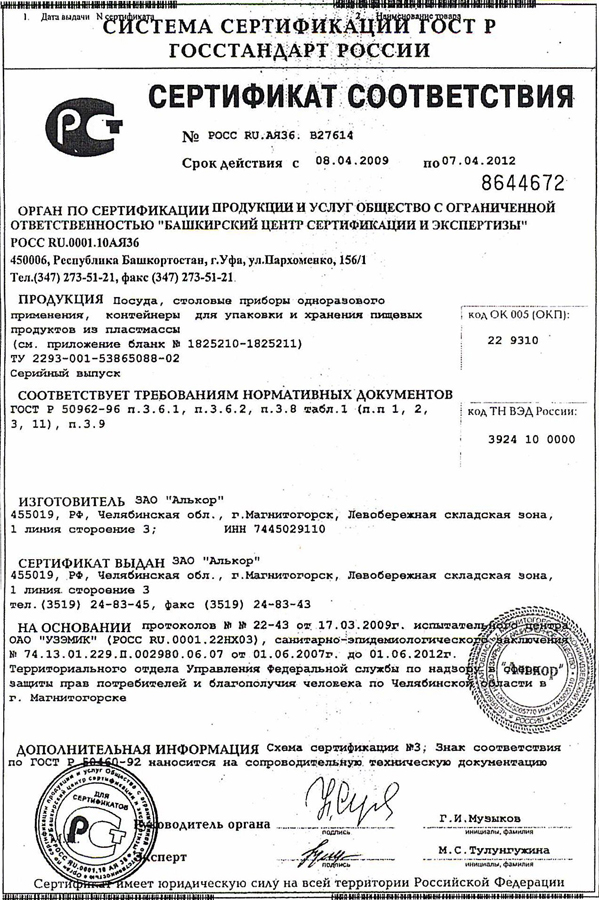 1. Дата выдачи N сертификата 2. Наименование товара
СИСТЕМА СЕРТИФИКАЦИИ ГОСТ Р
ГОССТАНДАРТ РОССИИ
РСТ
СЕРТИФИКАТ СООТВЕТСТВИЯ
№ РОСС RU.АЯ36. В27614
Срок действия с 08.04.2009 по 07.04.2012
8644672
ОРГАН ПО СЕРТИФИКАЦИИ ПРОДУКЦИИ И УСЛУГ ОБЩЕСТВО С ОГРАНИЧЕННОЙ
ОТВЕТСТВЕННОСТЬЮ "БАШКИРСКИЙ ЦЕНТР СЕРТИФИКАЦИИ И ЭКСПЕРТИЗЫ"
РОСС RU.0001.10АЯ36
450006, Республика Башкортостан, г.Уфа, ул.Пархоменко, 156/1
Тел.(347) 273-51-21, факс (347) 273-51-21
ПРОДУКЦИЯ Посуда, столовые приборы одноразового
применения, контейнеры для упаковки и хранения пищевых
продуктов из пластмассы
(см. приложение бланк № 1825210-1825211)
ТУ 2293-001-53865088-02
Серийный выпуск
код ОК 005 (ОКП):
22 9310
СООТВЕТСТВУЕТ ТРЕБОВАНИЯМ НОРМАТИВНЫХ ДОКУМЕНТОВ
ГОСТ Р 50962-96 п.3.6.1, п.3.6.2, п.3.8 табл.1 (п.п 1, 2,
3, 11), п.3.9
код ТН ВЭД России:
3924 10 0000
ИЗГОТОВИТЕЛЬ ЗАО "Алькор"
455019, РФ, Челябинская обл., г.Магнитогорск, Левобережная складская зона,
1 линия стороение 3; ИНН 7445029110
СЕРТИФИКАТ ВЫДАН ЗАО "Алькор"
455019, РФ, Челябинская обл., г.Магнитогорск, Левобережная складская зона,
1 линия стороение 3
тел.(3519) 24-83-45, факс (3519) 24-83-43
НА ОСНОВАНИИ протоколов № № 22-43 от 17.03.2009г. испытательного центра
ОАО "УЗЭМИК" (РОСС RU.0001.22НХ03), санитарно-эпидемиологического заключения
№ 74.13.01.229.П.002980.06.07 от 01.06.2007г. до 01.06.2012г.
Территориального отдела Управления Федеральной службы по надзору в сфере
защиты прав потребителей и благополучия человека по Челябинской области в
г. Магнитогорске
"Алькор"
ДОПОЛНИТЕЛЬНАЯ ИНФОРМАЦИЯ Схема сертификации №3; Знак соответствия
по ГОСТ Р 50460-92 наносится на сопроводительную техническую документацию
ДЛЯ
СЕРТИФИКАТОВ
РСТ
Руководитель органа
подпись
Г.И.Музыков
инициалы, фамилия
Эксперт
подпись
М.С.Тулунгужина
инициалы, фамилия
Сертификат имеет юридическую силу на всей территории Российской Федерации